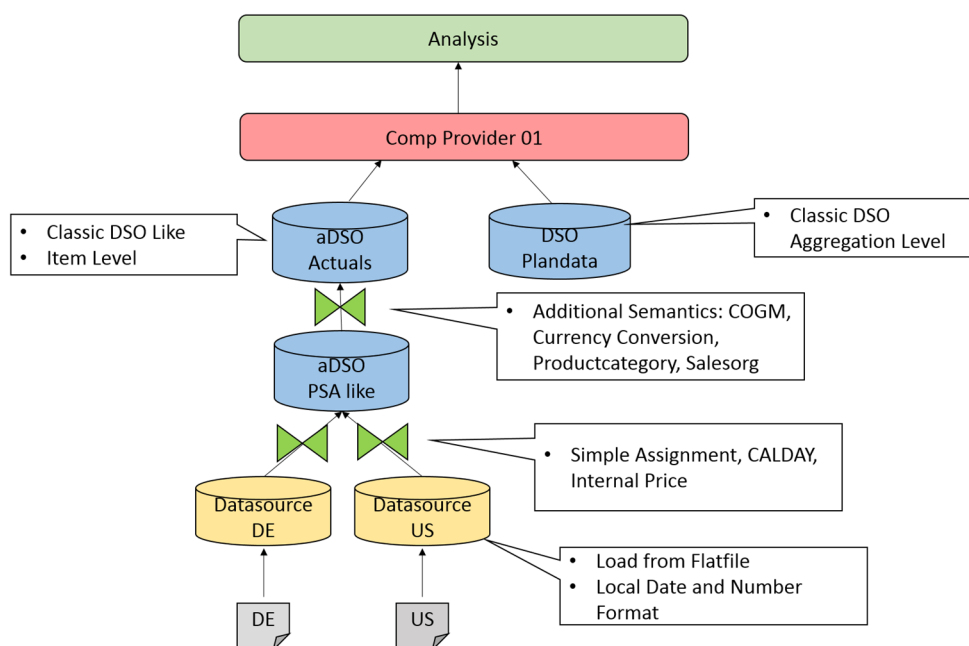 Analysis
Comp Provider 01
• Classic DSO Like
• Item Level
aDSO
Actuals
DSO
Plandata
• Classic DSO
Aggregation Level
• Additional Semantics: COGM,
Currency Conversion,
Productcategory, Salesorg
aDSO
PSA like
• Simple Assignment, CALDAY,
Internal Price
Datasource
DE
Datasource
US
• Load from Flatfile
• Local Date and Number
Format
DE
US